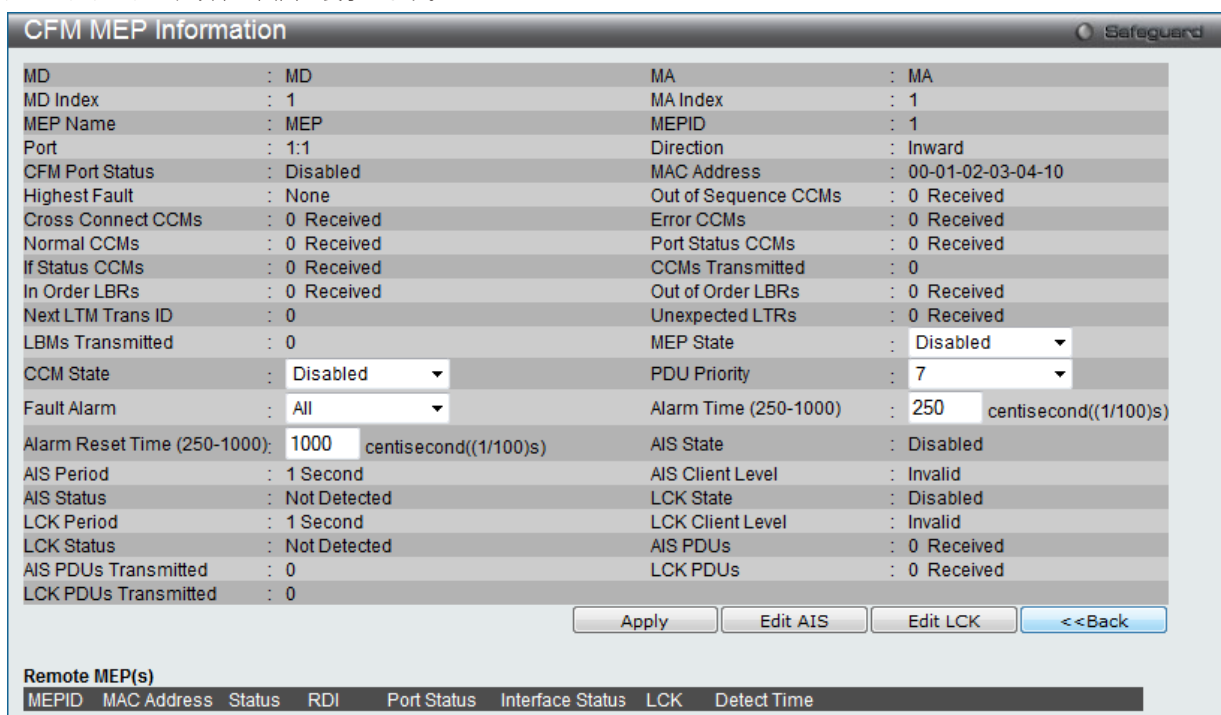 CFM MEP Information Safeguard
MD : MD MA : MA
MD Index : 1 MA Index : 1
MEP Name : MEP MEPID : 1
Port : 1:1 Direction : Inward
CFM Port Status : Disabled MAC Address : 00-01-02-03-04-10
Highest Fault : None Out of Sequence CCMs : 0 Received
Cross Connect CCMs : 0 Received Error CCMs : 0 Received
Normal CCMs : 0 Received Port Status CCMs : 0 Received
If Status CCMs : 0 Received CCMs Transmitted : 0
In Order LBRs : 0 Received Out of Order LBRs : 0 Received
Next LTM Trans ID : 0 Unexpected LTRs : 0 Received
LBMs Transmitted : 0 MEP State : Disabled
CCM State : Disabled PDU Priority : 7
Fault Alarm : All Alarm Time (250-1000) : 250 centisecond((1/100)s)
Alarm Reset Time (250-1000): 1000 centisecond((1/100)s) AIS State : Disabled
AIS Period : 1 Second AIS Client Level : Invalid
AIS Status : Not Detected LCK State : Disabled
LCK Period : 1 Second LCK Client Level : Invalid
LCK Status : Not Detected AIS PDUs : 0 Received
AIS PDUs Transmitted : 0 LCK PDUs : 0 Received
LCK PDUs Transmitted : 0
Apply Edit AIS Edit LCK <<Back
Remote MEP(s)
MEPID MAC Address Status RDI Port Status Interface Status LCK Detect Time